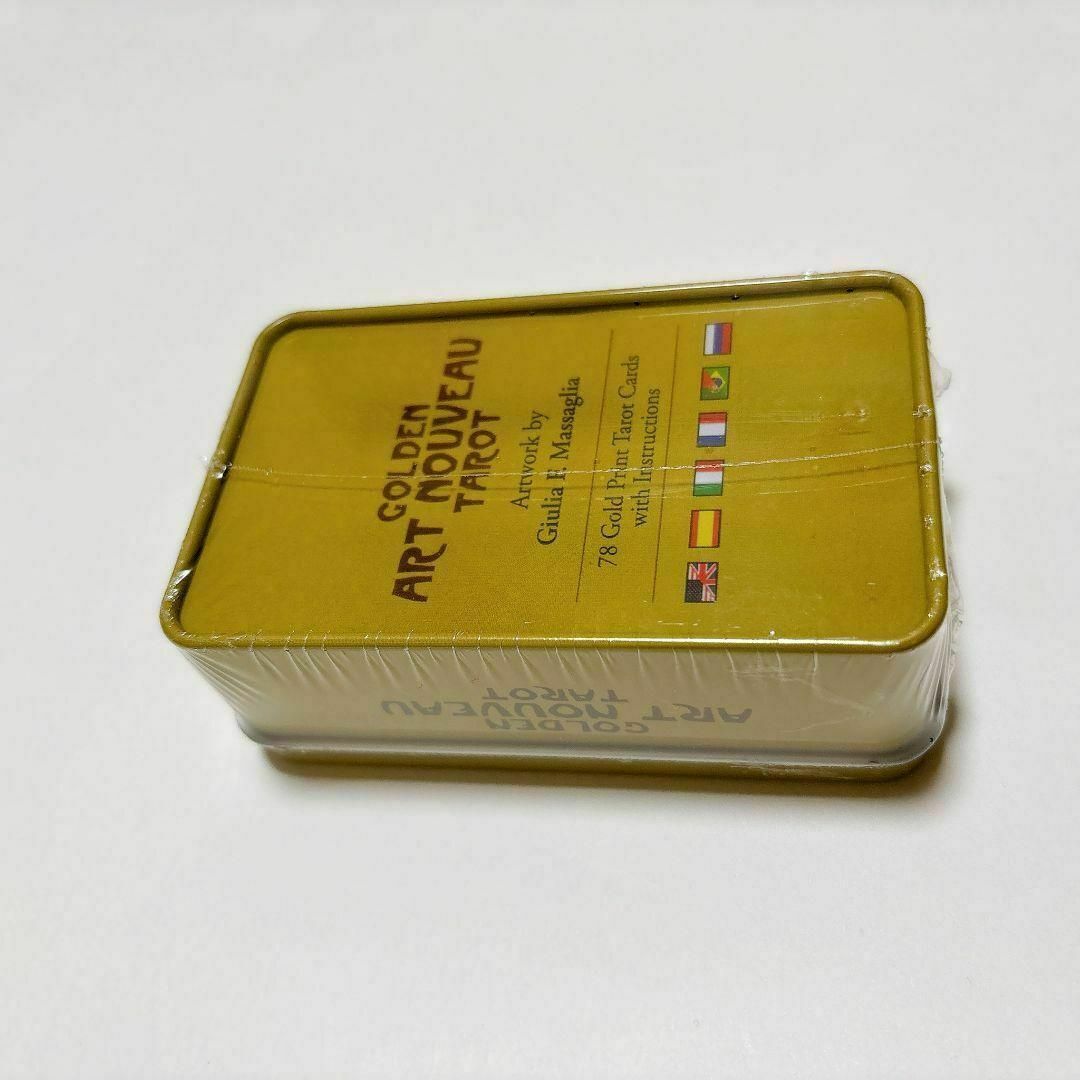 GOLDEN
ART NOUVEAU
TAROT
Artwork by
Giulia F. Massaglia
78 Gold Print Tarot Cards
with Instructions
GOLDEN
ART NOUVEAU
TAROT